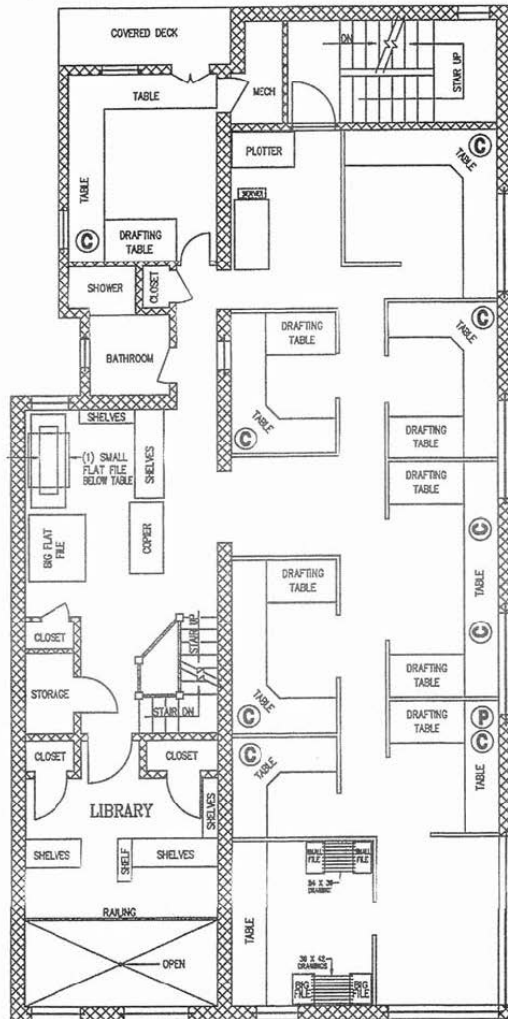 COVERED DECK
DN
STAIR UP
TABLE
MECH
PLOTTER
C
TABLE
TABLE
SERVER
C
DRAFTING
TABLE
SHOWER
CLOSET
C
TABLE
DRAFTING
TABLE
BATHROOM
TABLE
C
DRAFTING
TABLE
SHELVES
(1) SMALL
FLAT FILE
BELOW TABLE
SHELVES
DRAFTING
TABLE
BIG FLAT
FILE
COPIER
C
TABLE
DRAFTING
TABLE
C
CLOSET
STAIR UP
DRAFTING
TABLE
STORAGE
TABLE
C
STAIR DN
DRAFTING
TABLE
P
C
TABLE
CLOSET
CLOSET
C
TABLE
LIBRARY
SHELVES
SHELVES
SHELF
SHELVES
SMALL
FILE
SMALL
FILE
24 X 36
DRAWINGS
RAILING
TABLE
OPEN
36 X 42
DRAWINGS
BIG
FILE
BIG
FILE